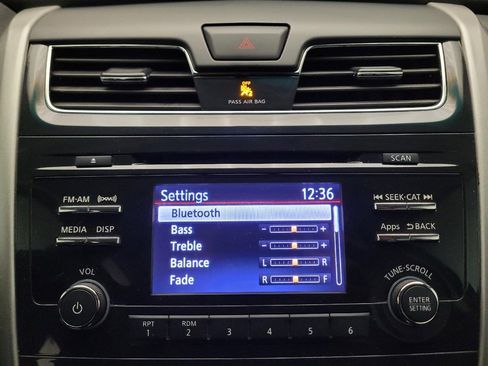 OFF
PASS AIR BAG
SCAN
FM-AM
SEEK-CAT
MEDIA DISP
Apps BACK
VOL
TUNE-SCROLL
ENTER
SETTING
Settings 12:36
Bluetooth
Bass - +
Treble - +
Balance L R
Fade R F
RPT RDM
1 2 3 4 5 6